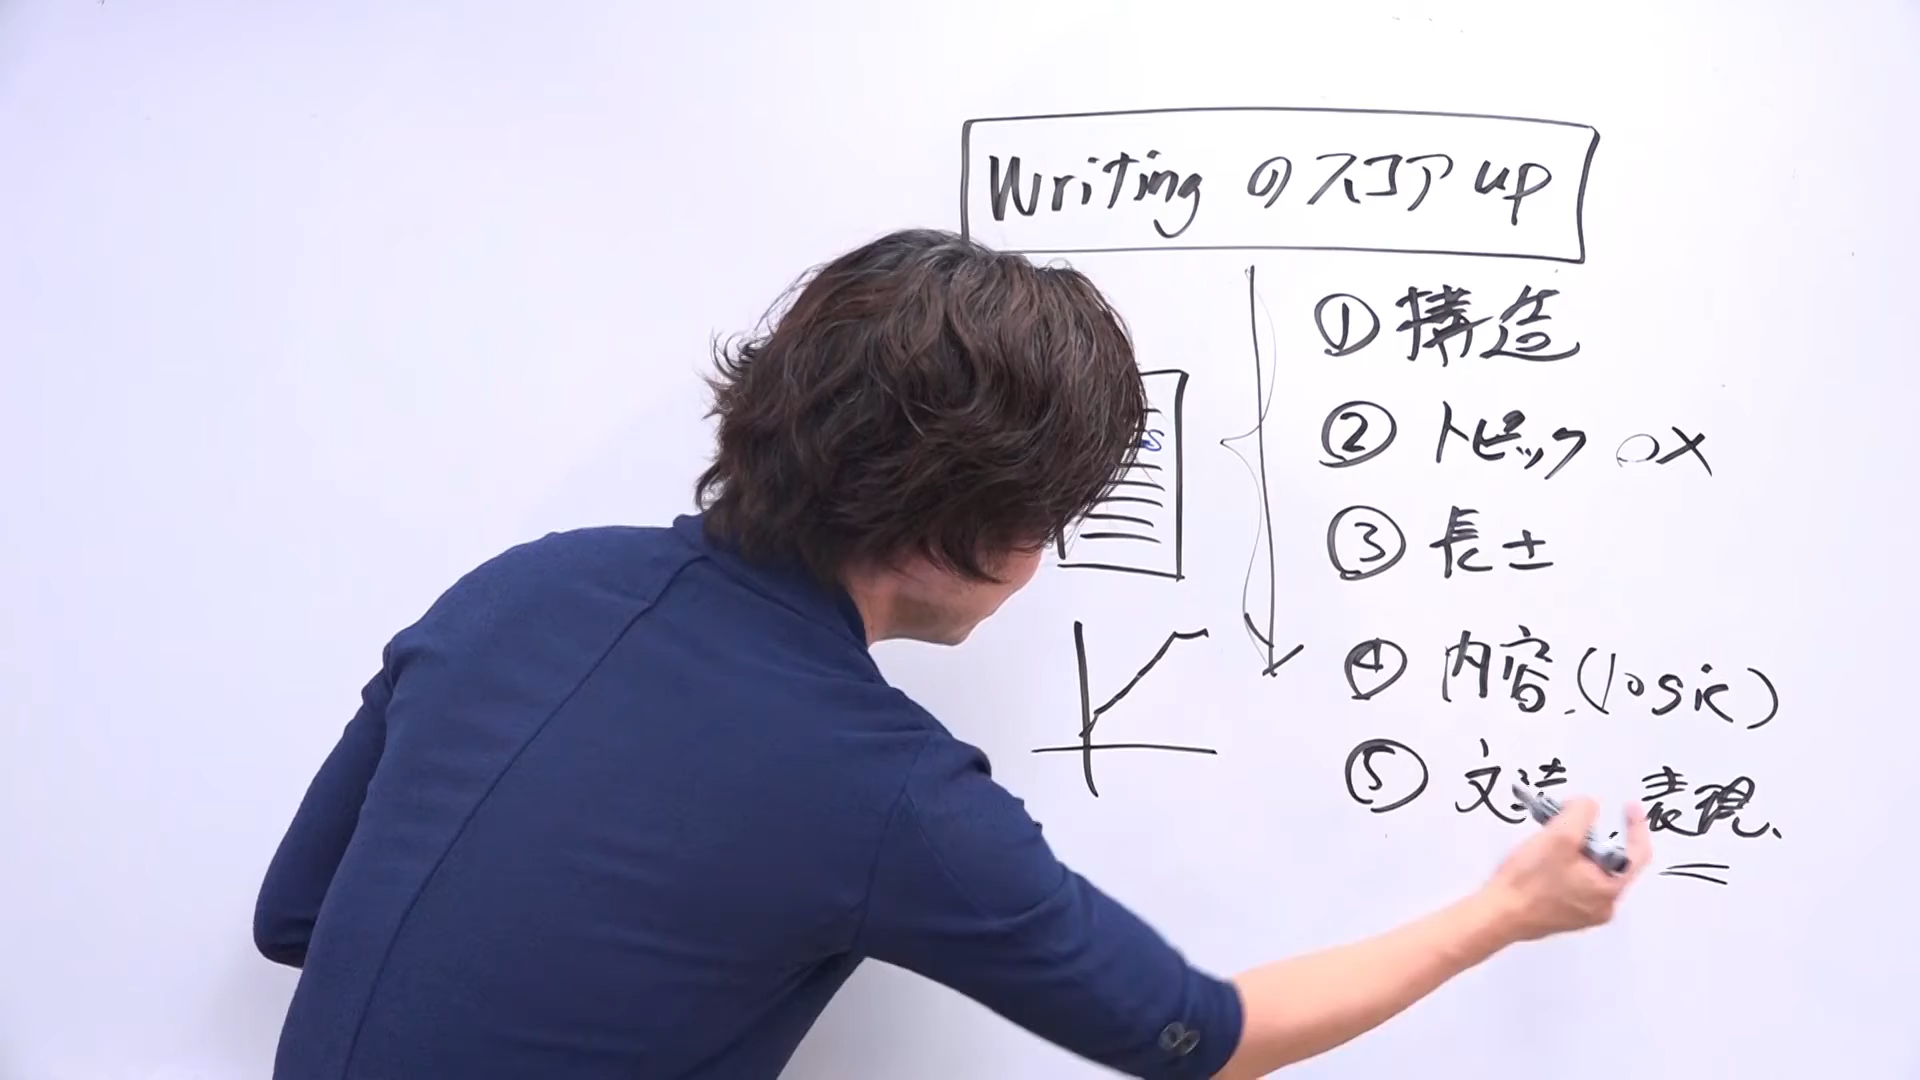 Writing のスコア up
① 構造
② トピック ○×
③ 長さ
④ 内容 (logic)
⑤ 文法、表現、